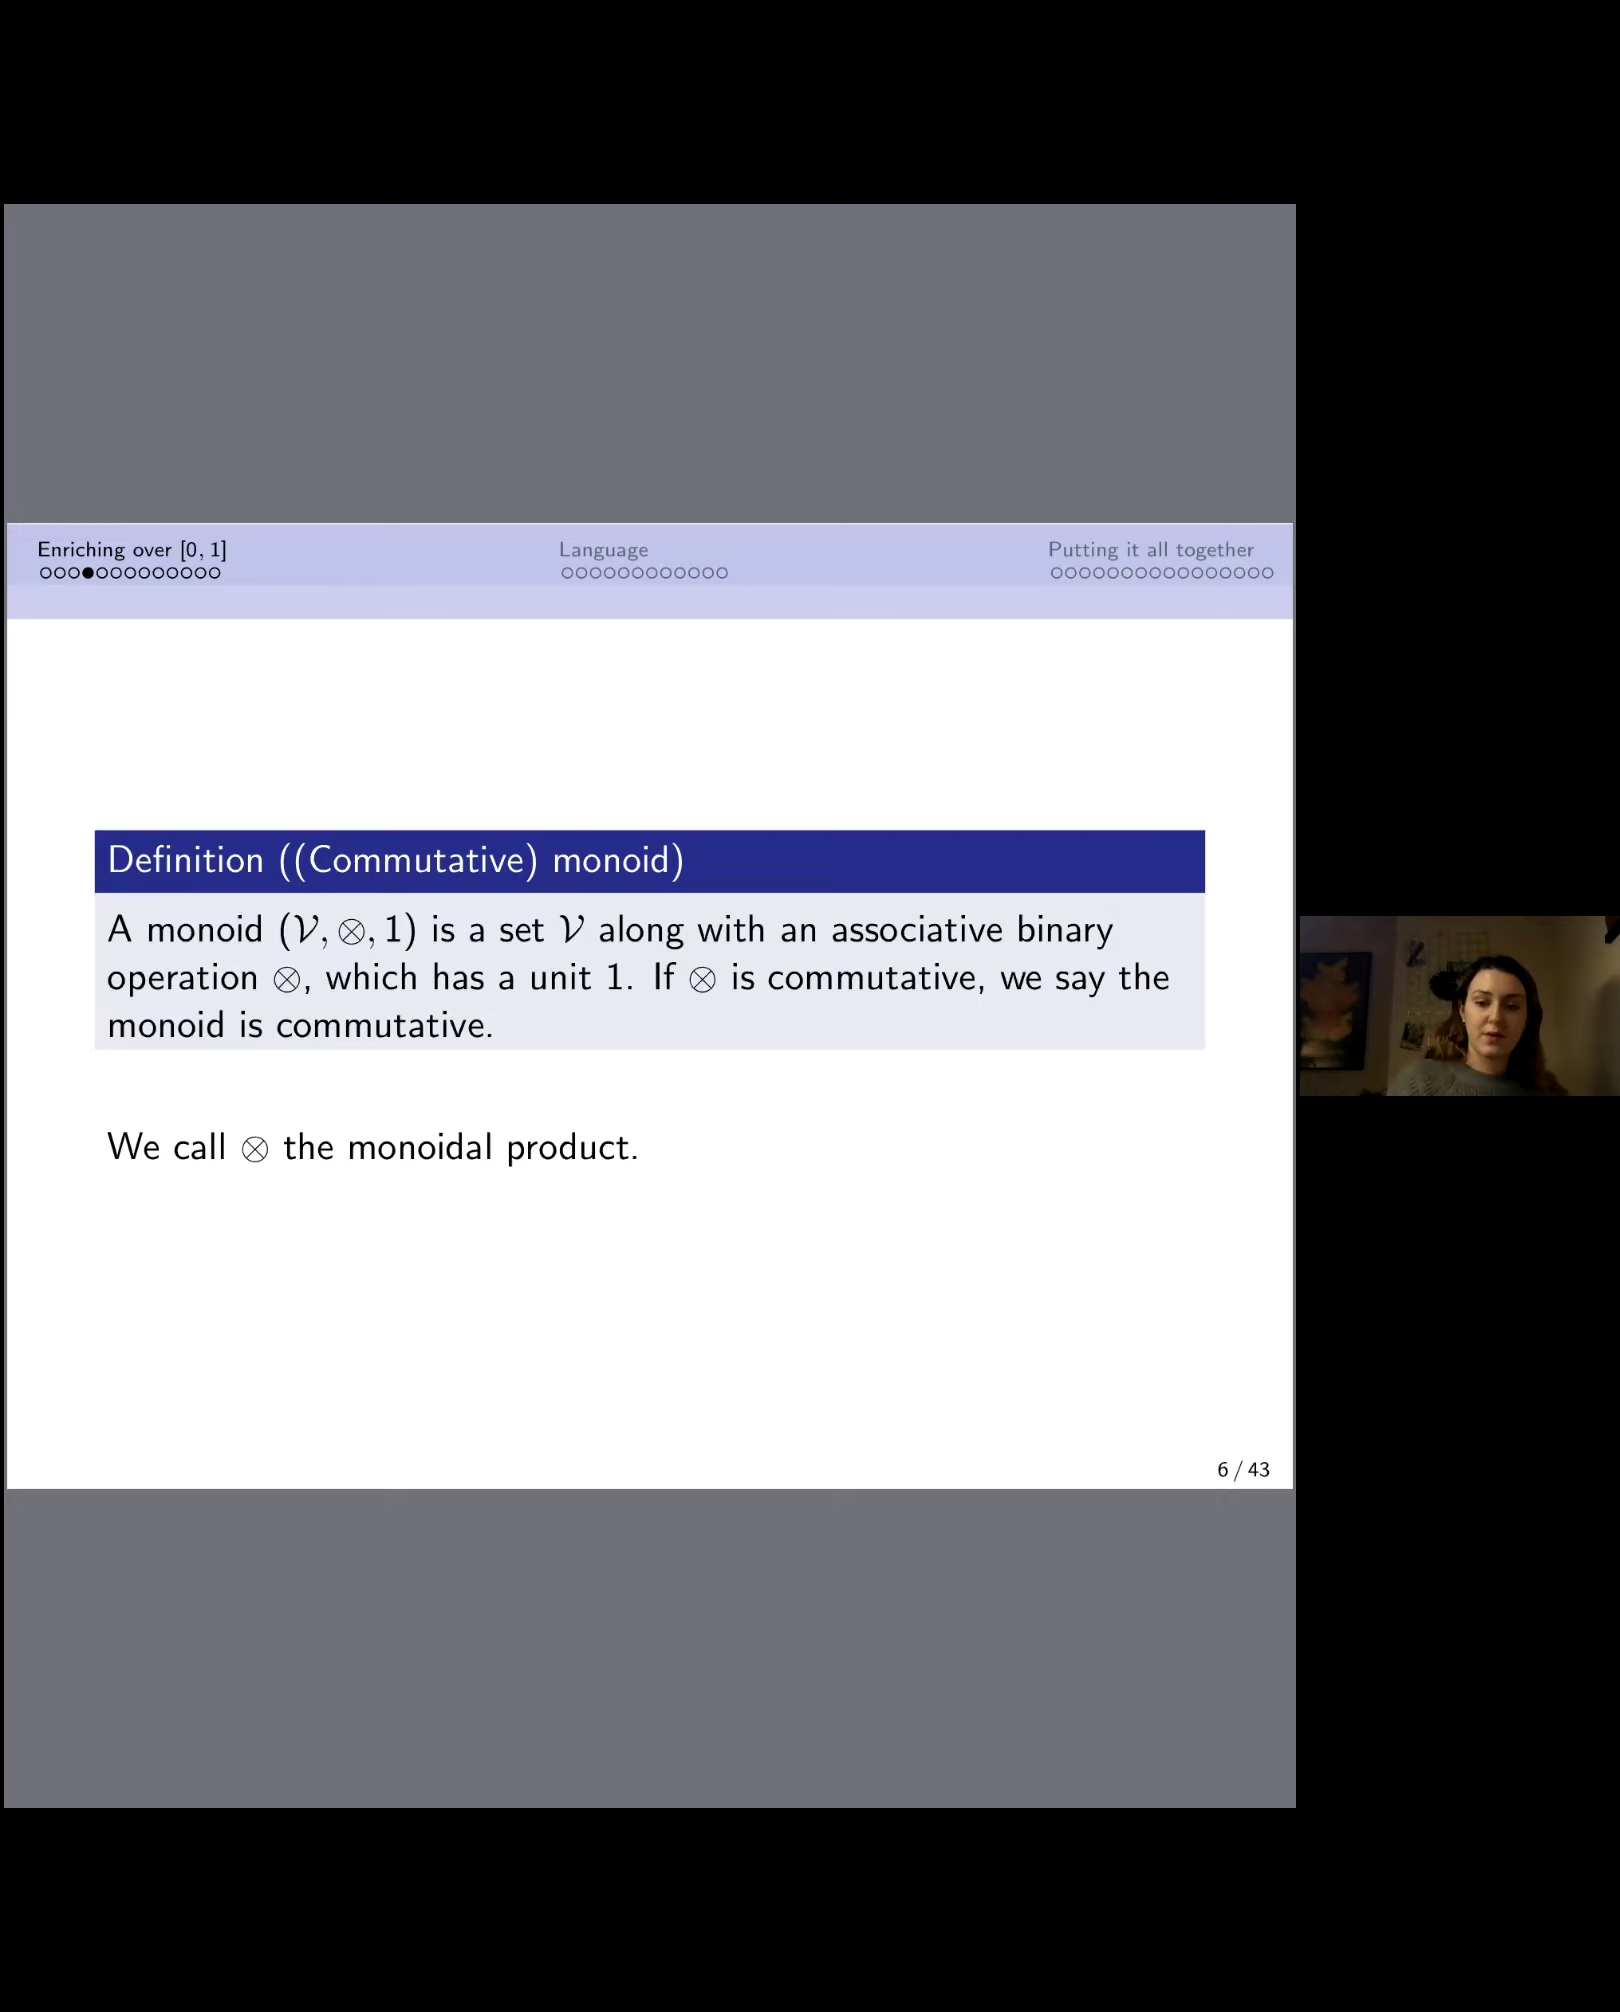 Enriching over [0, 1]
Language
Putting it all together
Definition ((Commutative) monoid)
A monoid (𝒱, ⊗, 1) is a set 𝒱 along with an associative binary
operation ⊗, which has a unit 1. If ⊗ is commutative, we say the
monoid is commutative.
We call ⊗ the monoidal product.
6 / 43